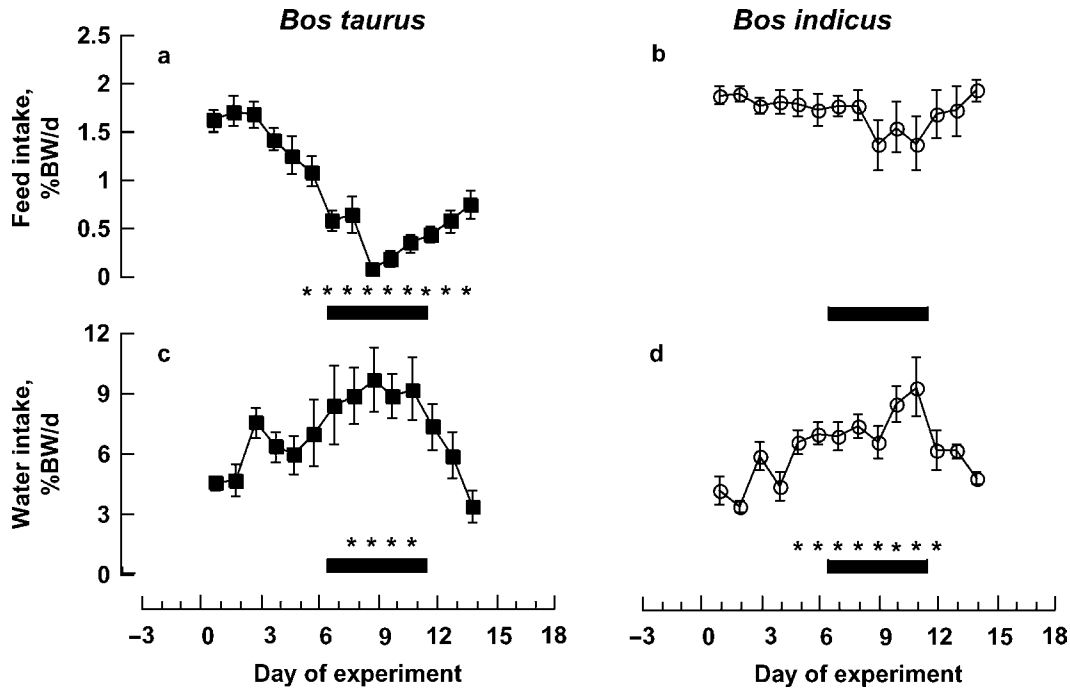 Bos taurus
Bos indicus
a
b
Feed intake,
%BW/d
2.5
2
1.5
1
0.5
0
* * * * * * * * *
c
d
Water intake,
%BW/d
12
9
6
3
0
* * * *
* * * * * * * *
–3 0 3 6 9 12 15 18
–3 0 3 6 9 12 15 18
Day of experiment
Day of experiment